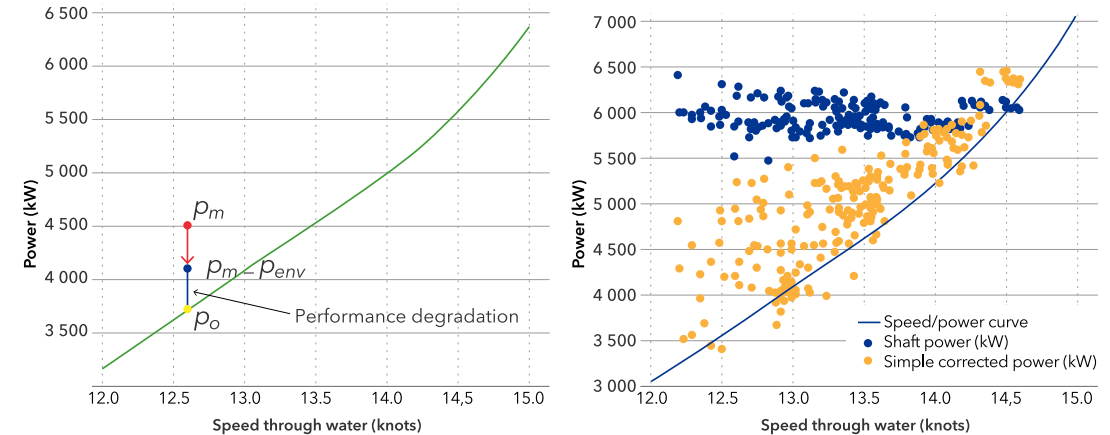 6 500
6 000
5 500
5 000
4 500
4 000
3 500
Power (kW)
pm
pm – penv
po
Performance degradation
12.0 12.5 13.0 13.5 14.0 14,5 15.0
Speed through water (knots)
7 000
6 500
6 000
5 500
5 000
4 500
4 000
3 500
3 000
Power (kW)
Speed/power curve
Shaft power (kW)
Simple corrected power (kW)
12.0 12.5 13.0 13.5 14.0 14,5 15.0
Speed through water (knots)